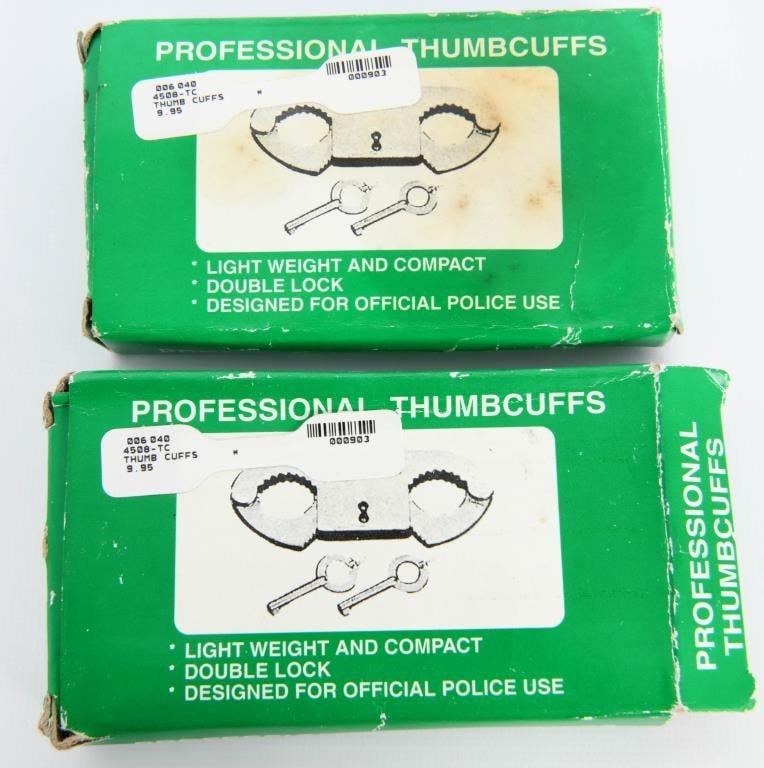 PROFESSIONAL THUMBCUFFS
006 040
4508-TC
THUMB CUFFS
9.95
000903
* LIGHT WEIGHT AND COMPACT
* DOUBLE LOCK
* DESIGNED FOR OFFICIAL POLICE USE
PROFESSIONAL THUMBCUFFS
006 040
4508-TC
THUMB CUFFS
9.95
000903
* LIGHT WEIGHT AND COMPACT
* DOUBLE LOCK
* DESIGNED FOR OFFICIAL POLICE USE
PROFESSIONAL
THUMBCUFFS